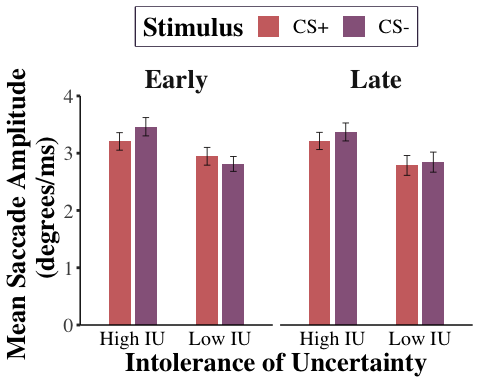 Stimulus CS+ CS-
Early Late
Mean Saccade Amplitude
(degrees/ms)
4
3
2
1
0
High IU Low IU High IU Low IU
Intolerance of Uncertainty